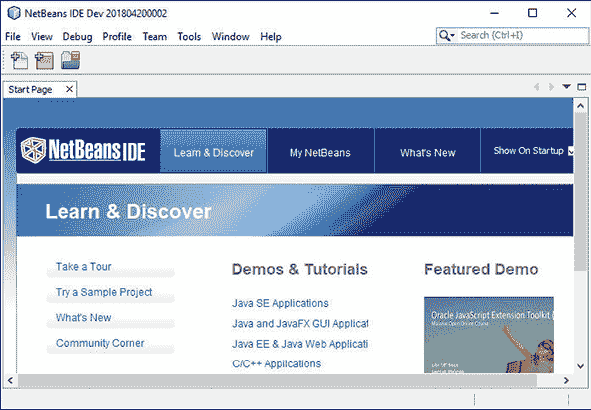 NetBeans IDE Dev 201804200002
File View Debug Profile Team Tools Window Help
Search (Ctrl+I)
Start Page
NetBeans IDE
Learn & Discover
My NetBeans
What's New
Show On Startup
Learn & Discover
Take a Tour
Try a Sample Project
What's New
Community Corner
Demos & Tutorials
Java SE Applications
Java and JavaFX GUI Applicat
Java EE & Java Web Applicati
C/C++ Applications
Featured Demo
Oracle JavaScript Extension Toolkit (